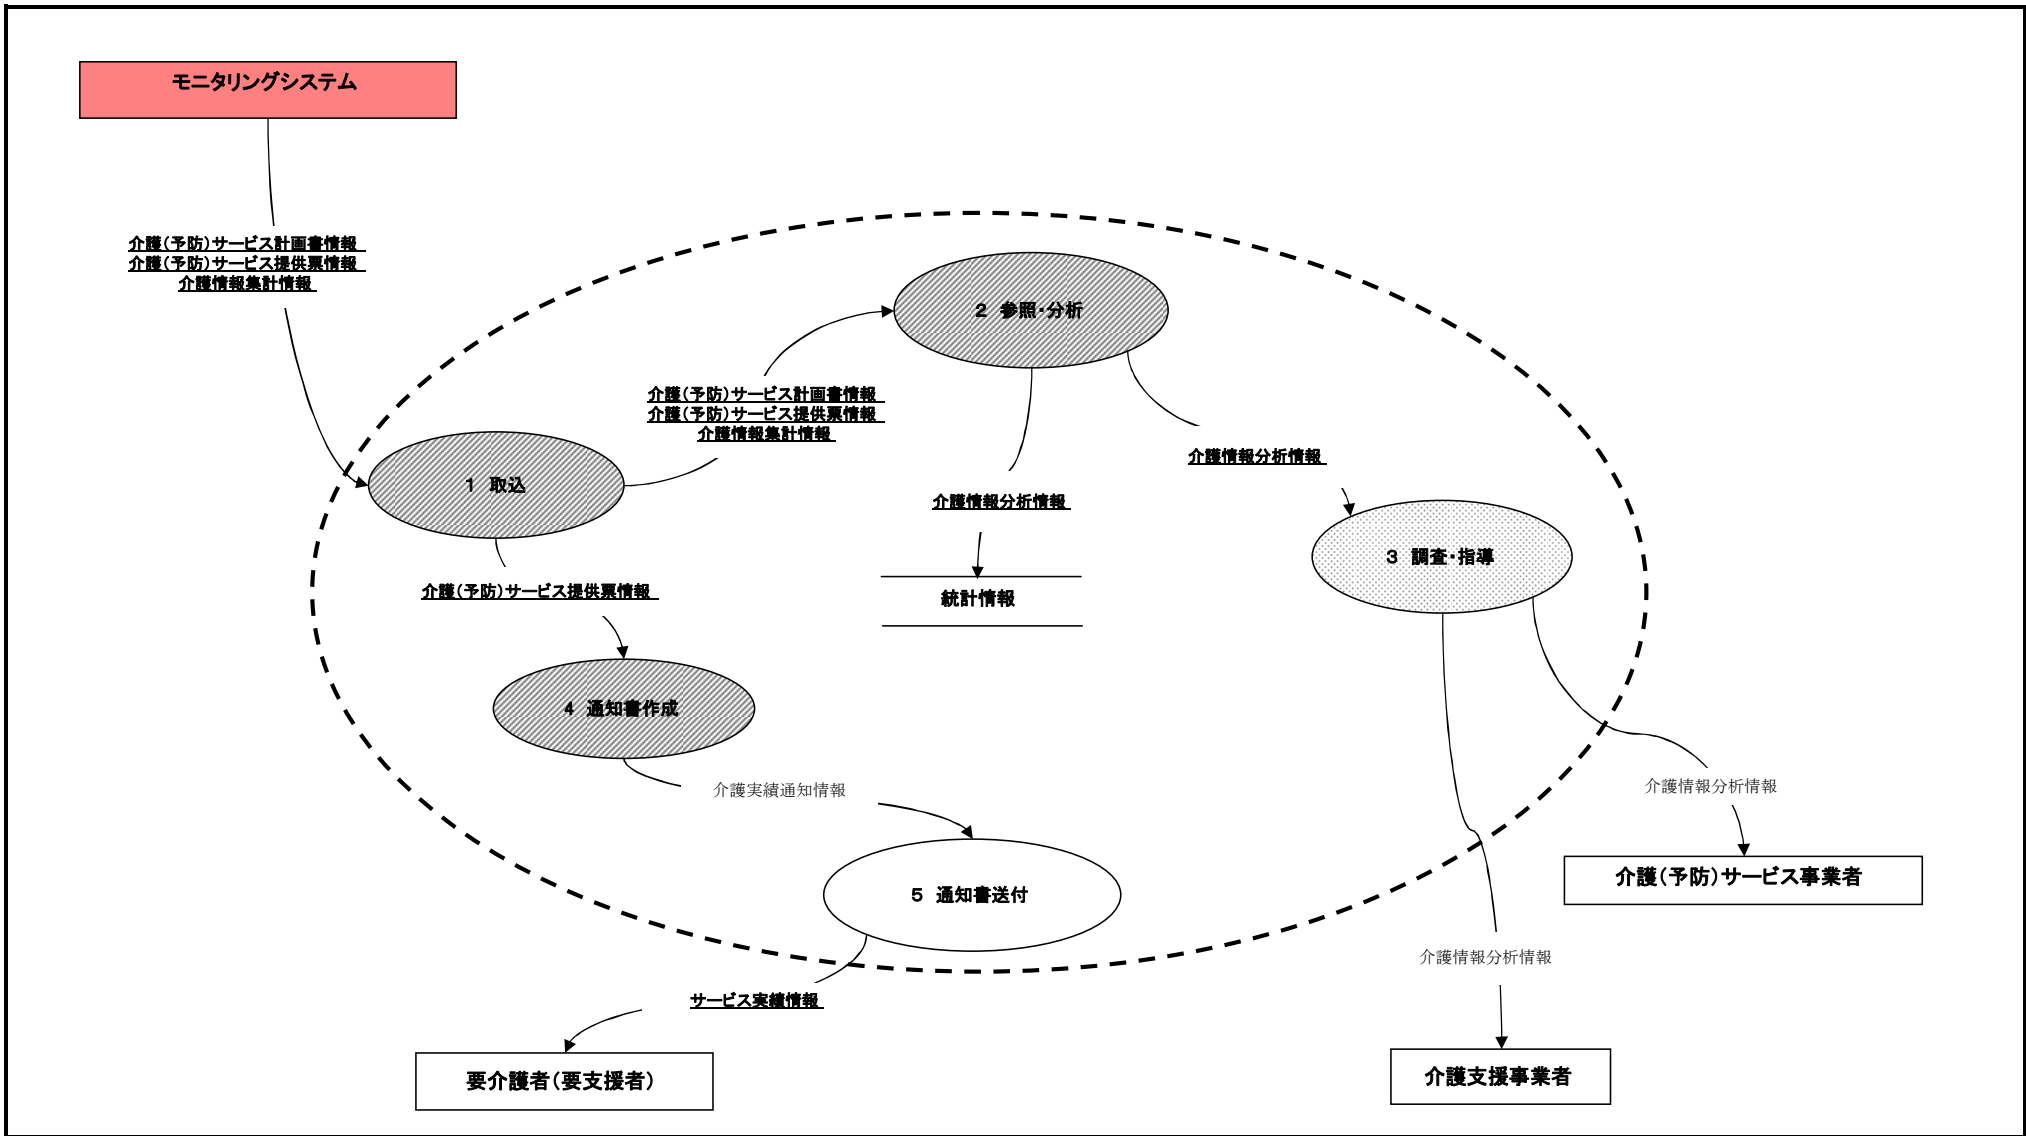 モニタリングシステム
介護(予防)サービス計画書情報
介護(予防)サービス提供票情報
介護情報集計情報
2 参照・分析
介護(予防)サービス計画書情報
介護(予防)サービス提供票情報
介護情報集計情報
1 取込
介護情報分析情報
介護情報分析情報
3 調査・指導
介護(予防)サービス提供票情報
統計情報
4 通知書作成
介護実績通知情報
介護情報分析情報
介護(予防)サービス事業者
5 通知書送付
介護情報分析情報
サービス実績情報
要介護者(要支援者)
介護支援事業者